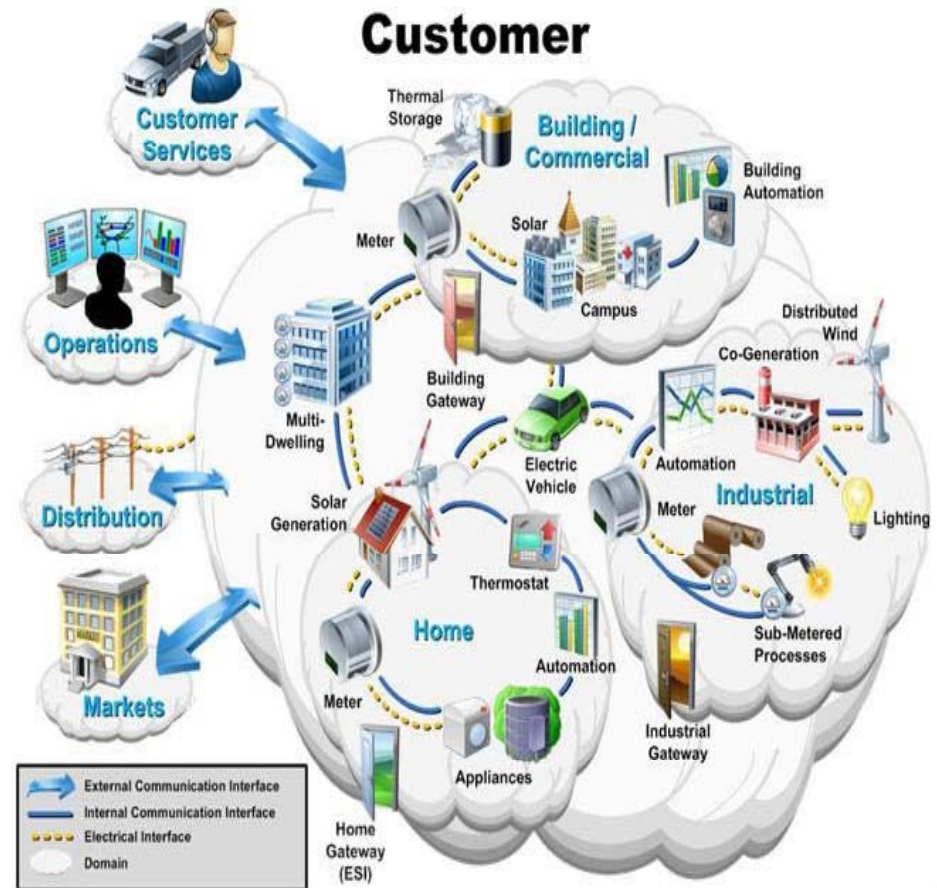 Customer
Customer
Services
Thermal
Storage
Building /
Commercial
Building
Automation
Meter
Solar
Campus
Operations
Distributed
Wind
Co-Generation
Building
Gateway
Multi-
Dwelling
Electric
Vehicle
Automation
Industrial
Meter
Lighting
Distribution
Solar
Generation
Thermostat
Home
Sub-Metered
Processes
Automation
Meter
Markets
Industrial
Gateway
Appliances
Home
Gateway
(ESI)
External Communication Interface
Internal Communication Interface
Electrical Interface
Domain